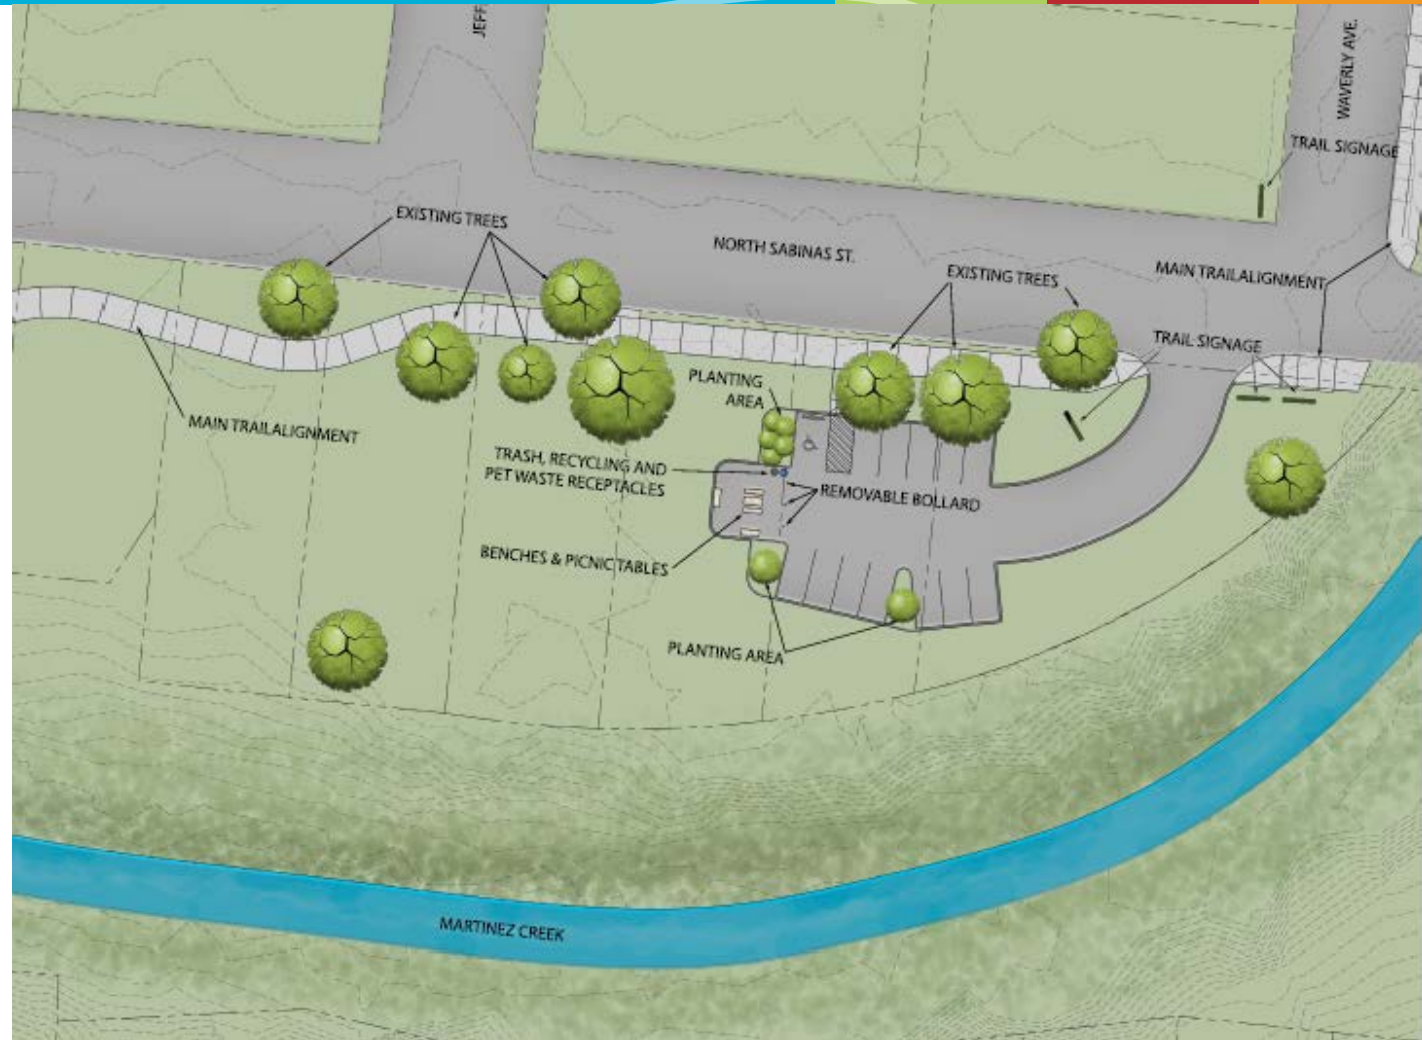 JEFF
WAVERLY AVE.
TRAIL SIGNAGE
EXISTING TREES
NORTH SABINAS ST.
EXISTING TREES
MAIN TRAILALIGNMENT
TRAIL SIGNAGE
PLANTING
AREA
MAIN TRAILALIGNMENT
TRASH, RECYCLING AND
PET WASTE RECEPTACLES
REMOVABLE BOLLARD
BENCHES & PICNIC TABLES
PLANTING AREA
MARTINEZ CREEK